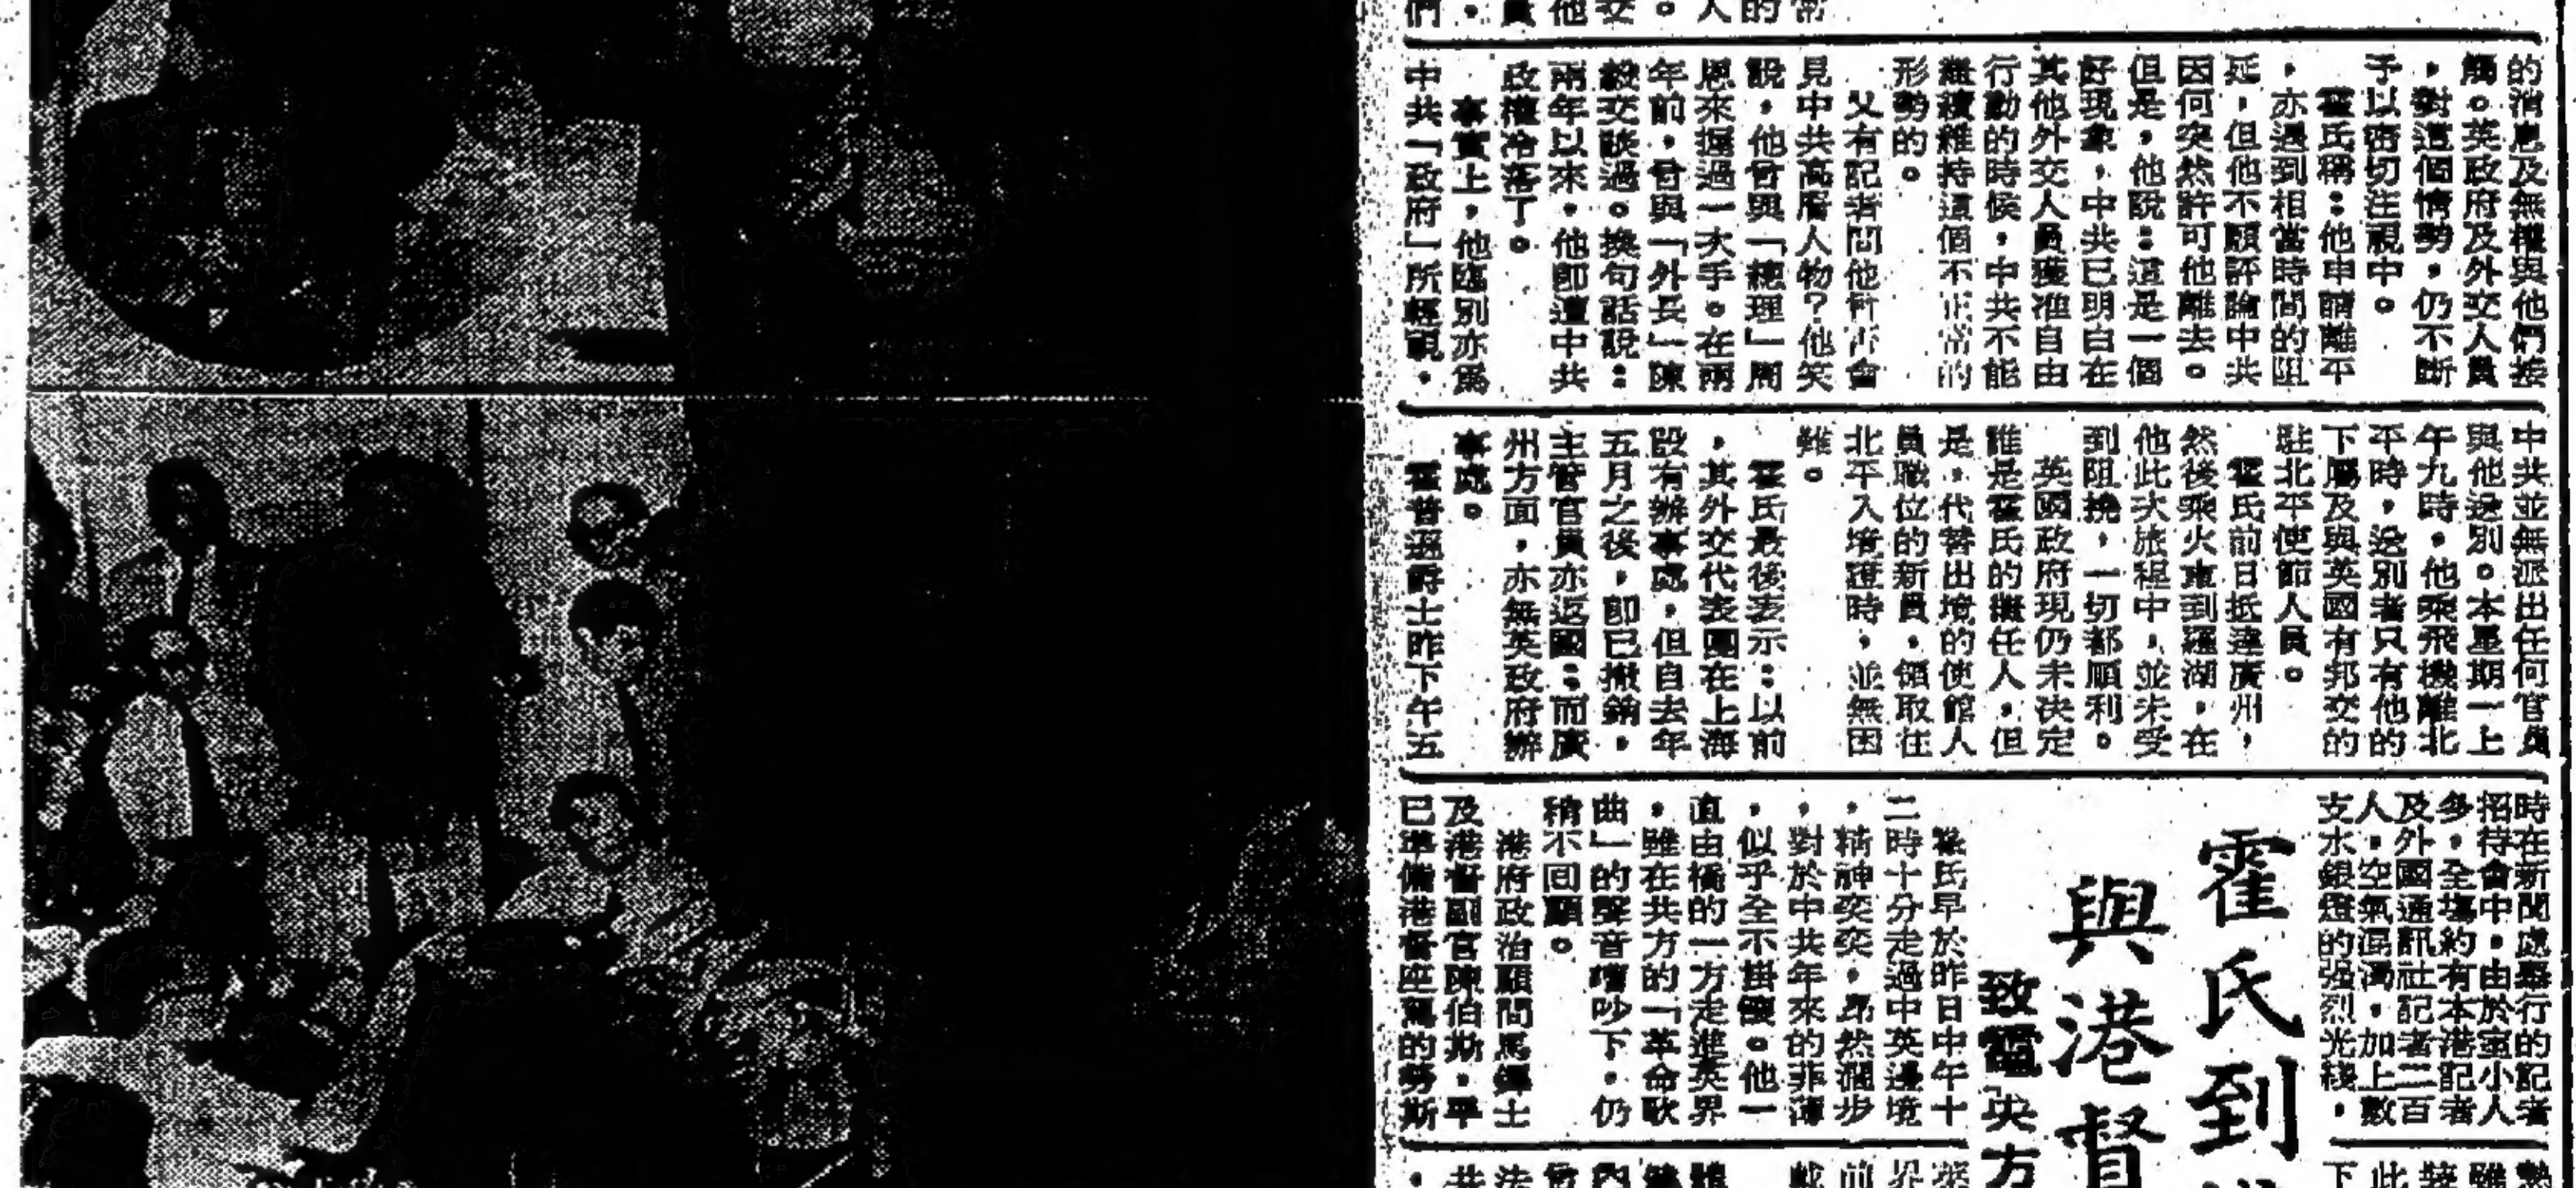 的消息及無權與他們接
觸。英政府及外交人員
，對這個情勢，仍不斷
予以密切注視中。
霍氏稱：他申請離平
，亦遇到相當時間的阻
延，但他不願評論中共
因何突然許可他離去。
但是，他說：這是一個
好現象，中共已明白在
其他外交人員獲准自由
行動的時候，中共不能
繼續維持這個不正常的
形勢的。
又有記者問他曾否會
見中共高層人物？他笑
說，他曾與「總理」周
恩來握過一次手。在兩
年前，曾與「外長」陳
毅交談過。換句話說：
兩年以來，他即遭中共
政權冷落了。
事實上，他臨別亦為
中共「政府」所輕視，
中共並無派出任何官員
與他送別。本星期一上
午九時，他乘飛機離北
平時，送別者只有他的
下屬及與英國有邦交的
駐北平使節人員。
霍氏前日抵達廣州，
然後乘火車到羅湖，在
他此次旅程中，並未受
到阻撓，一切都順利。
英國政府現仍未決定
誰是霍氏的繼任人，但
是，代替出境的使館人
員職位的新員，領取往
北平入境證時，並無困
難。
霍氏最後表示：以前
，其外交代表團在上海
設有辦事處，但自去年
五月之後，即已撤銷，
主管官員亦返國；而廣
州方面，亦無英政府辦
事處。
霍普遜爵士昨下午五
時在新聞處舉行的記者
招待會中，由於室小人
多，全場約有本港記者
及外國通訊社記者二百
人，空氣混濁，加上數
支水銀燈的强烈光綫，
霍氏到
與港督
致電
英方
霍氏早於昨日中午十
二時十分走過中英邊境
，精神奕奕，昂然濶步
，對於中共年來的菲薄
，似乎全不掛懷。他一
直由橋的一方走進英界
，雖在共方的「革命歌
曲」的聲音嘈吵下，仍
稍不回顧。
港府政治顧問馬繼士
及港督副官陳伯斯，早
已準備港督座駕的勞斯